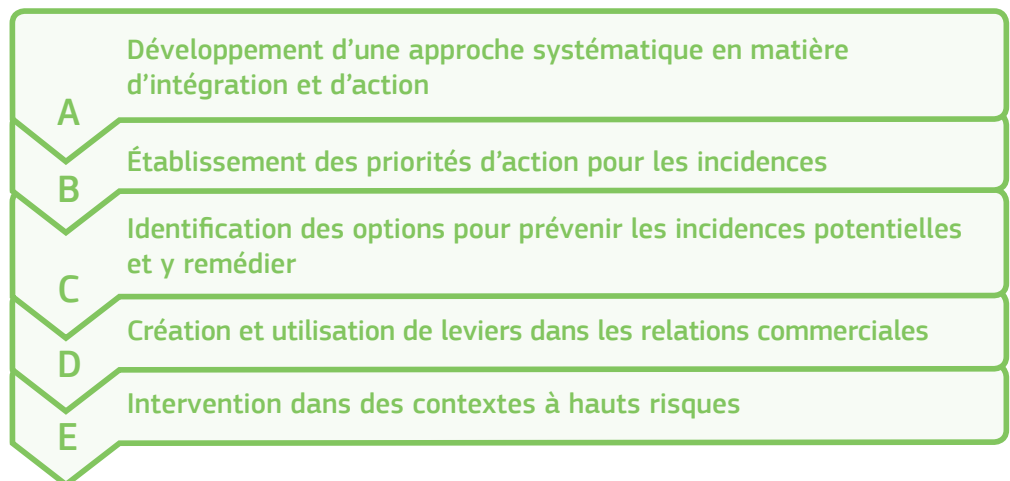 Développement d’une approche systématique en matière
d’intégration et d’action
A
Établissement des priorités d’action pour les incidences
B
Identification des options pour prévenir les incidences potentielles
et y remédier
C
Création et utilisation de leviers dans les relations commerciales
D
Intervention dans des contextes à hauts risques
E